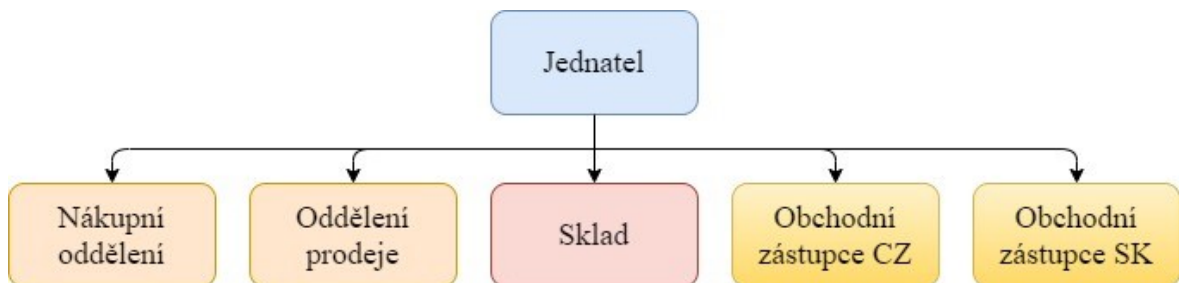 Jednatel
Nákupní
oddělení
Oddělení
prodeje
Sklad
Obchodní
zástupce CZ
Obchodní
zástupce SK